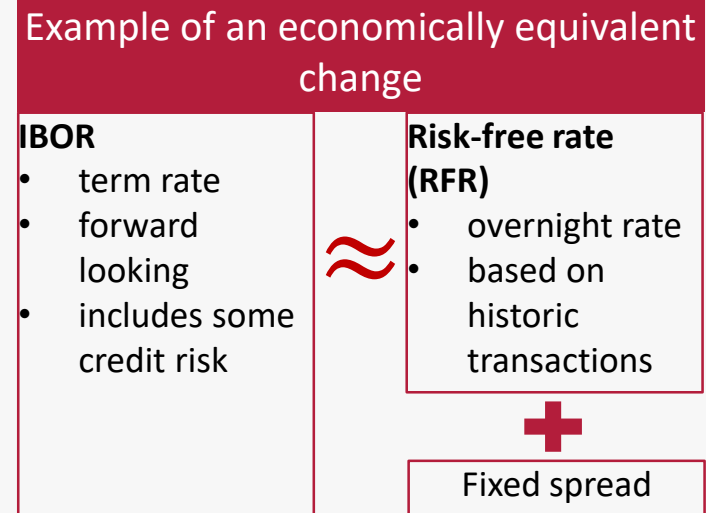 Example of an economically equivalent
change
IBOR
• term rate
• forward
looking
• includes some
credit risk
≈
Risk-free rate
(RFR)
• overnight rate
• based on
historic
transactions
+
Fixed spread